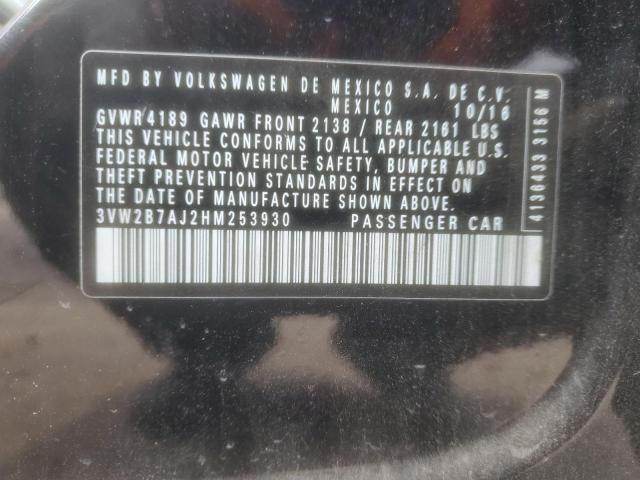 MFD BY VOLKSWAGEN DE MEXICO S.A. DE C.V.
MEXICO 10/16
GVWR 4189 GAWR FRONT 2138 / REAR 2161 LBS
THIS VEHICLE CONFORMS TO ALL APPLICABLE U.S.
FEDERAL MOTOR VEHICLE SAFETY, BUMPER AND
THEFT PREVENTION STANDARDS IN EFFECT ON
THE DATE OF MANUFACTURE SHOWN ABOVE.
3VW2B7AJ2HM253930 PASSENGER CAR
4136433 3156 M